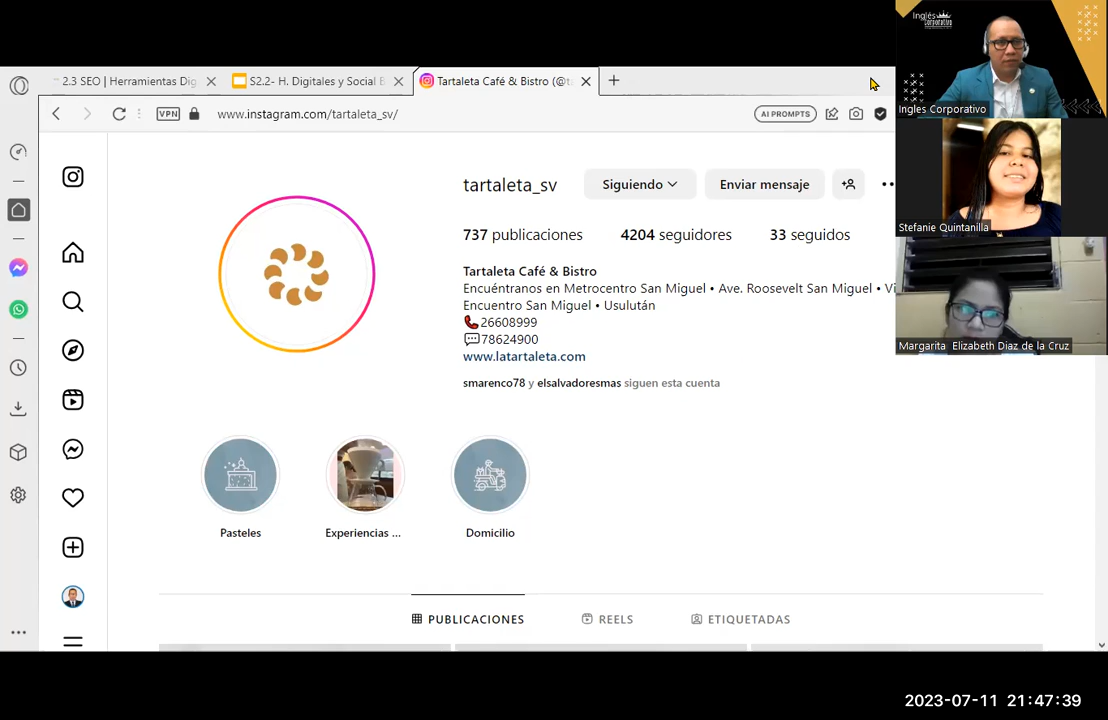 2.3 SEO | Herramientas Dig
S2.2- H. Digitales y Social
Tartaleta Café & Bistro (@t
VPN
www.instagram.com/tartaleta_sv/
AI PROMPTS
Inglés
Corporativo
Ingles Corporativo
Stefanie Quintanilla
Margarita Elizabeth Diaz de la Cruz
tartaleta_sv
Siguiendo
Enviar mensaje
737 publicaciones
4204 seguidores
33 seguidos
Tartaleta Café & Bistro
Encuéntranos en Metrocentro San Miguel • Ave. Roosevelt San Miguel • Vi
Encuentro San Miguel • Usulután
26608999
78624900
www.latartaleta.com
smarenco78 y elsalvadoresmas siguen esta cuenta
Pasteles
Experiencias ...
Domicilio
PUBLICACIONES
REELS
ETIQUETADAS
2023-07-11 21:47:39